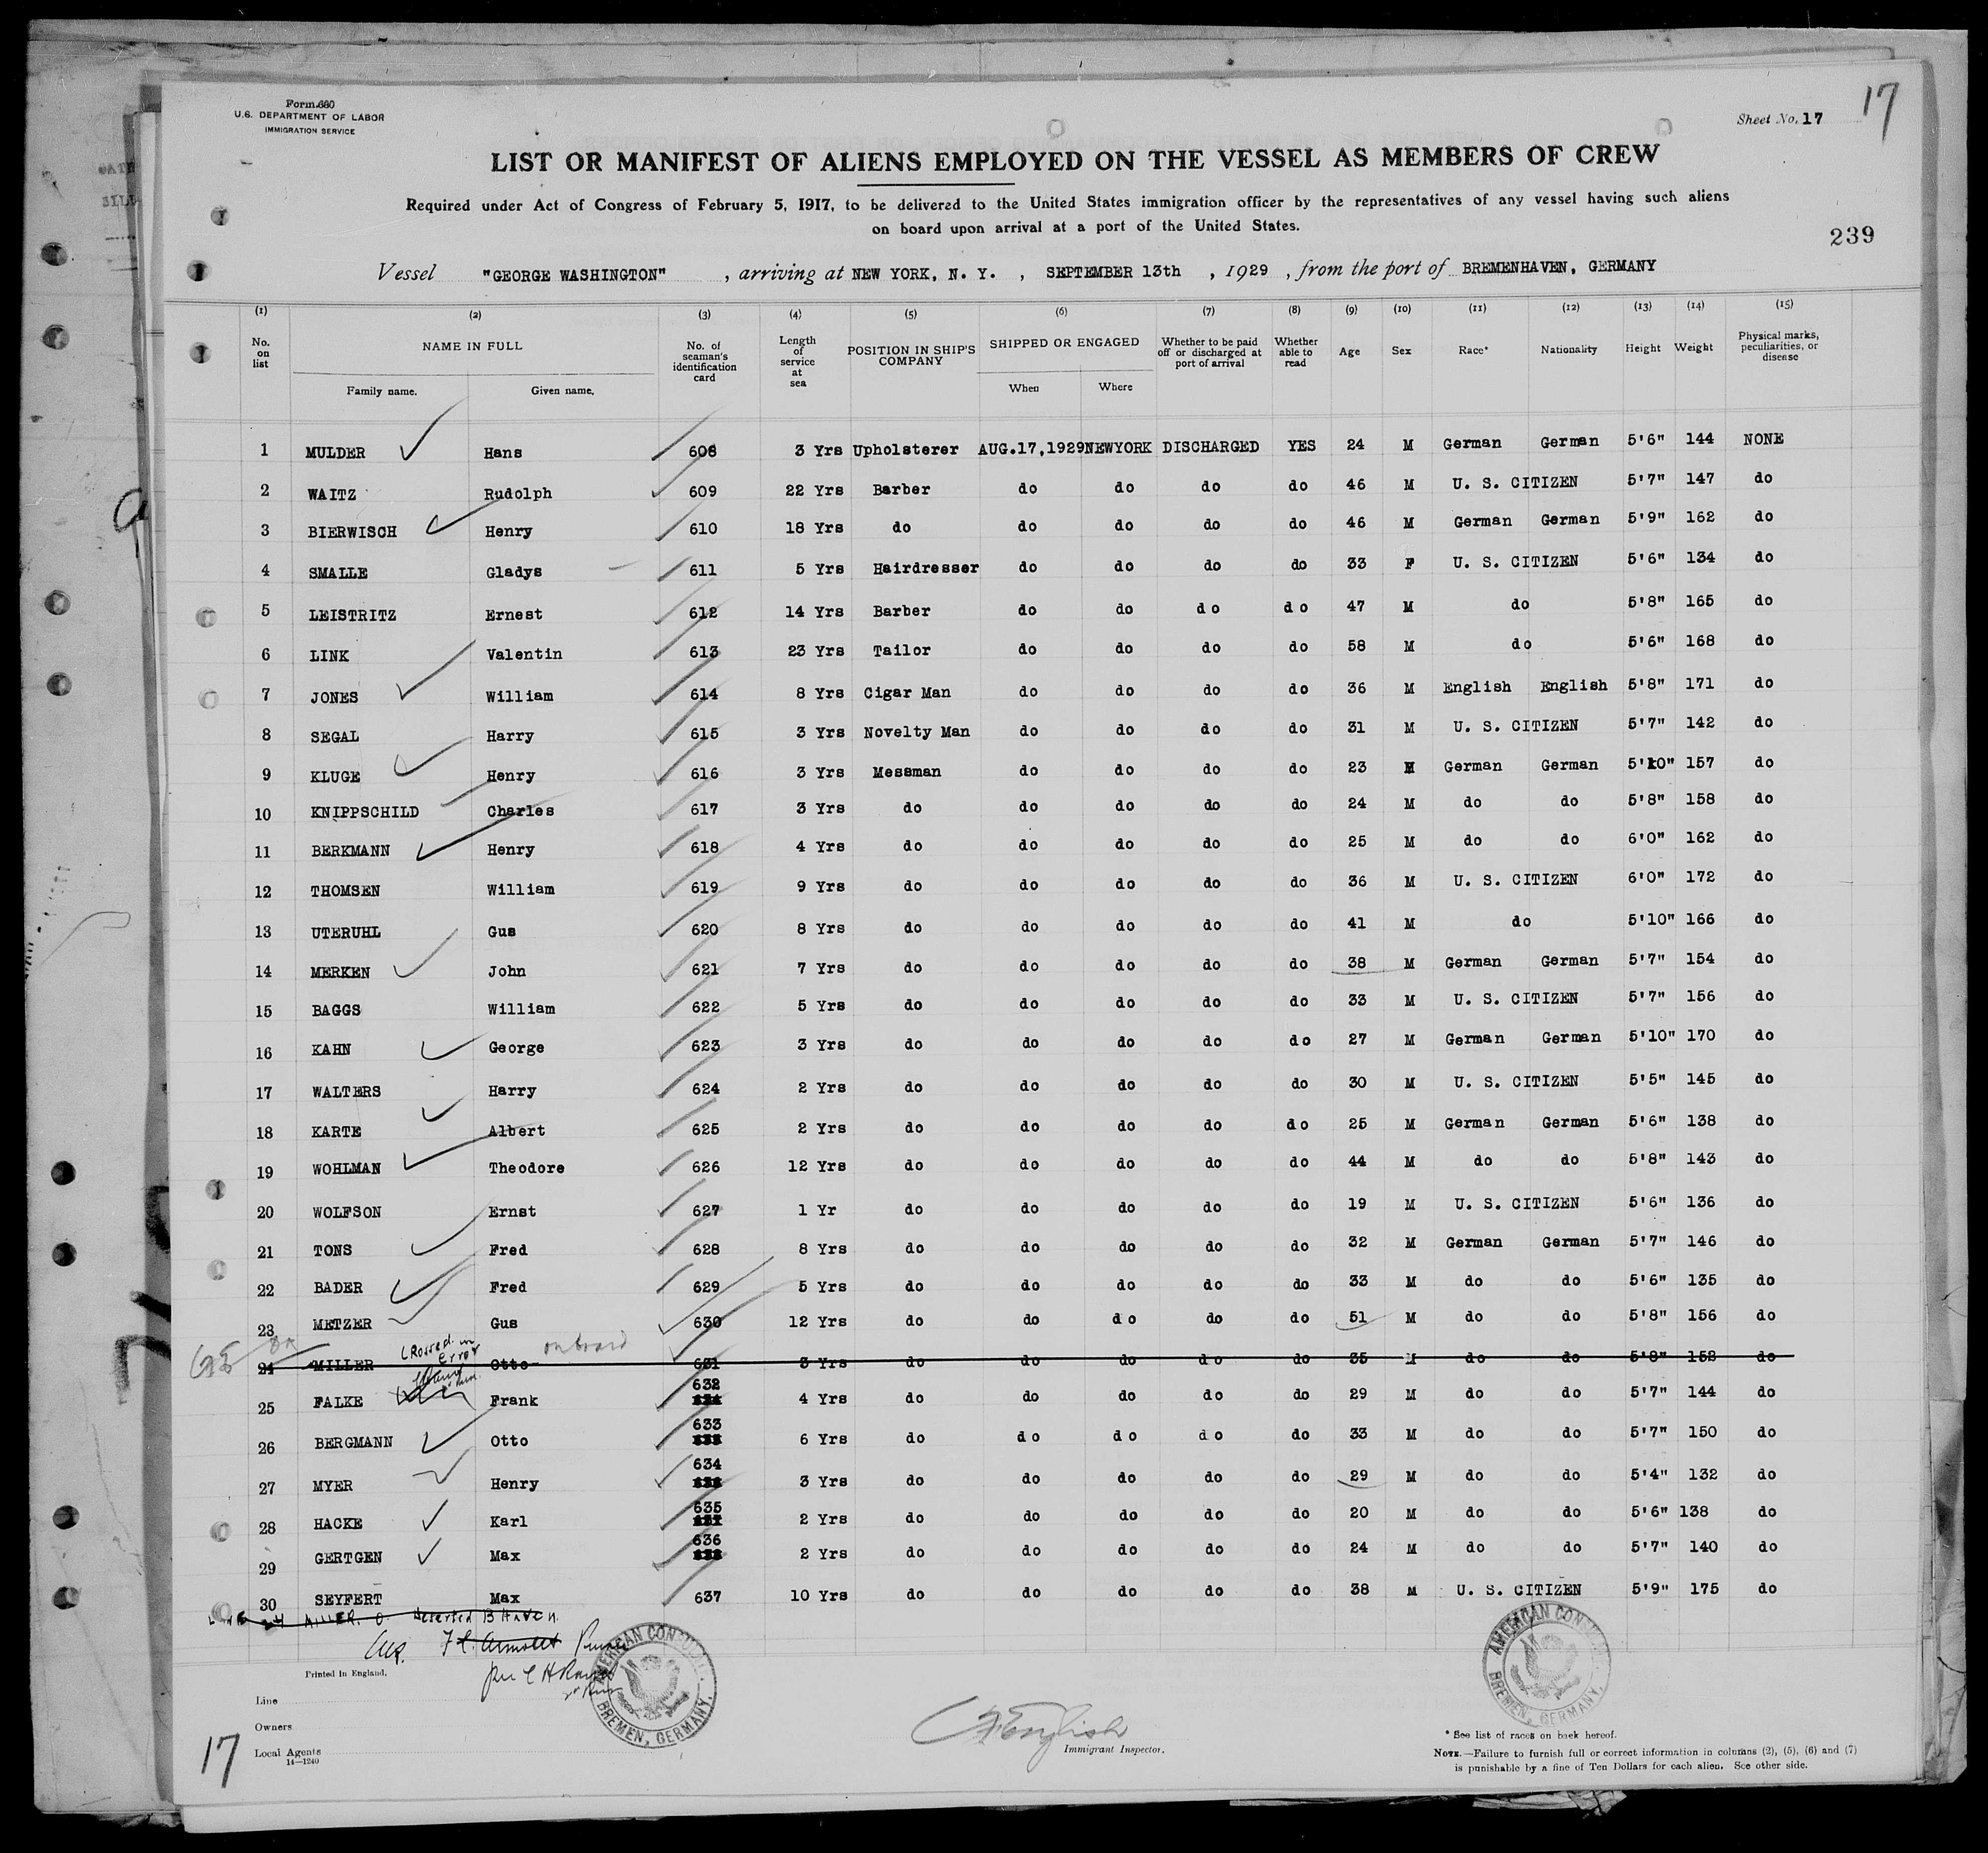 Form 680
U.S. DEPARTMENT OF LABOR
IMMIGRATION SERVICE
Sheet No. 17
17
LIST OR MANIFEST OF ALIENS EMPLOYED ON THE VESSEL AS MEMBERS OF CREW
Required under Act of Congress of February 5, 1917, to be delivered to the United States immigration officer by the representatives of any vessel having such aliens
on board upon arrival at a port of the United States.
239
Vessel "GEORGE WASHINGTON", arriving at NEW YORK, N. Y., SEPTEMBER 13th, 1929, from the port of BREMENHAVEN, GERMANY
(1) (2) (3) (4) (5) (6) (7) (8) (9) (10) (11) (12) (13) (14) (15)
No. on list NAME IN FULL Family name. Given name. No. of seaman's identification card Length of service at sea POSITION IN SHIP'S COMPANY SHIPPED OR ENGAGED When Where Whether to be paid off or discharged at port of arrival Whether able to read Age Sex Race* Nationality Height Weight Physical marks, peculiarities, or disease
1 MULDER Hans 608 3 Yrs Upholsterer AUG.17,1929 NEWYORK DISCHARGED YES 24 M German German 5'6" 144 NONE
2 WAITZ Rudolph 609 22 Yrs Barber do do do do 46 M U. S. CITIZEN 5'7" 147 do
3 BIERWISCH Henry 610 18 Yrs do do do do do 46 M German German 5'9" 162 do
4 SMALLE Gladys 611 5 Yrs Hairdresser do do do do 33 F U. S. CITIZEN 5'6" 134 do
5 LEISTRITZ Ernest 612 14 Yrs Barber do do do do 47 M do 5'8" 165 do
6 LINK Valentin 613 23 Yrs Tailor do do do do 58 M do 5'6" 168 do
7 JONES William 614 8 Yrs Cigar Man do do do do 36 M English English 5'8" 171 do
8 SEGAL Harry 615 3 Yrs Novelty Man do do do do 31 M U. S. CITIZEN 5'7" 142 do
9 KLUGE Henry 616 3 Yrs Messman do do do do 23 M German German 5'10" 157 do
10 KNIPPSCHILD Charles 617 3 Yrs do do do do do 24 M do do 5'8" 158 do
11 BERKMANN Henry 618 4 Yrs do do do do do 25 M do do 6'0" 162 do
12 THOMSEN William 619 9 Yrs do do do do do 36 M U. S. CITIZEN 6'0" 172 do
13 UTERUHL Gus 620 8 Yrs do do do do do 41 M do 5'10" 166 do
14 MERKEN John 621 7 Yrs do do do do do 38 M German German 5'7" 154 do
15 BAGGS William 622 5 Yrs do do do do do 33 M U. S. CITIZEN 5'7" 156 do
16 KAHN George 623 3 Yrs do do do do do 27 M German German 5'10" 170 do
17 WALTERS Harry 624 2 Yrs do do do do do 30 M U. S. CITIZEN 5'5" 145 do
18 KARTE Albert 625 2 Yrs do do do do do 25 M German German 5'6" 138 do
19 WOHLMAN Theodore 626 12 Yrs do do do do do 44 M do do 5'8" 143 do
20 WOLFSON Ernst 627 1 Yr do do do do do 19 M U. S. CITIZEN 5'6" 136 do
21 TONS Fred 628 8 Yrs do do do do do 32 M German German 5'7" 146 do
22 BADER Fred 629 5 Yrs do do do do do 33 M do do 5'6" 135 do
23 METZER Gus 630 12 Yrs do do do do do 51 M do do 5'8" 156 do
Crossed in error on board
24 MILLER Otto 631 3 Yrs do do do do do 35 M do do 5'8" 152 do
25 FALKE Frank 632 4 Yrs do do do do do 29 M do do 5'7" 144 do
26 BERGMANN Otto 633 6 Yrs do do do do do 33 M do do 5'7" 150 do
27 MYER Henry 634 3 Yrs do do do do do 29 M do do 5'4" 132 do
28 HACKE Karl 635 2 Yrs do do do do do 20 M do do 5'6" 138 do
29 GERTGEN Max 636 2 Yrs do do do do do 24 M do do 5'7" 140 do
30 SEYFERT Max 637 10 Yrs do do do do do 38 M U. S. CITIZEN 5'9" 175 do
LINE 24 MILLER. O. Deserted B Haven.
AMERICAN CONSULATE BREMEN, GERMANY.
AMERICAN CONSULATE BREMEN, GERMANY.
Printed in England.
Line
Owners
Local Agents
14—1240
17
English
Immigrant Inspector.
* See list of races on back hereof.
NOTE.—Failure to furnish full or correct information in columns (2), (5), (6) and (7)
is punishable by a fine of Ten Dollars for each alien. See other side.